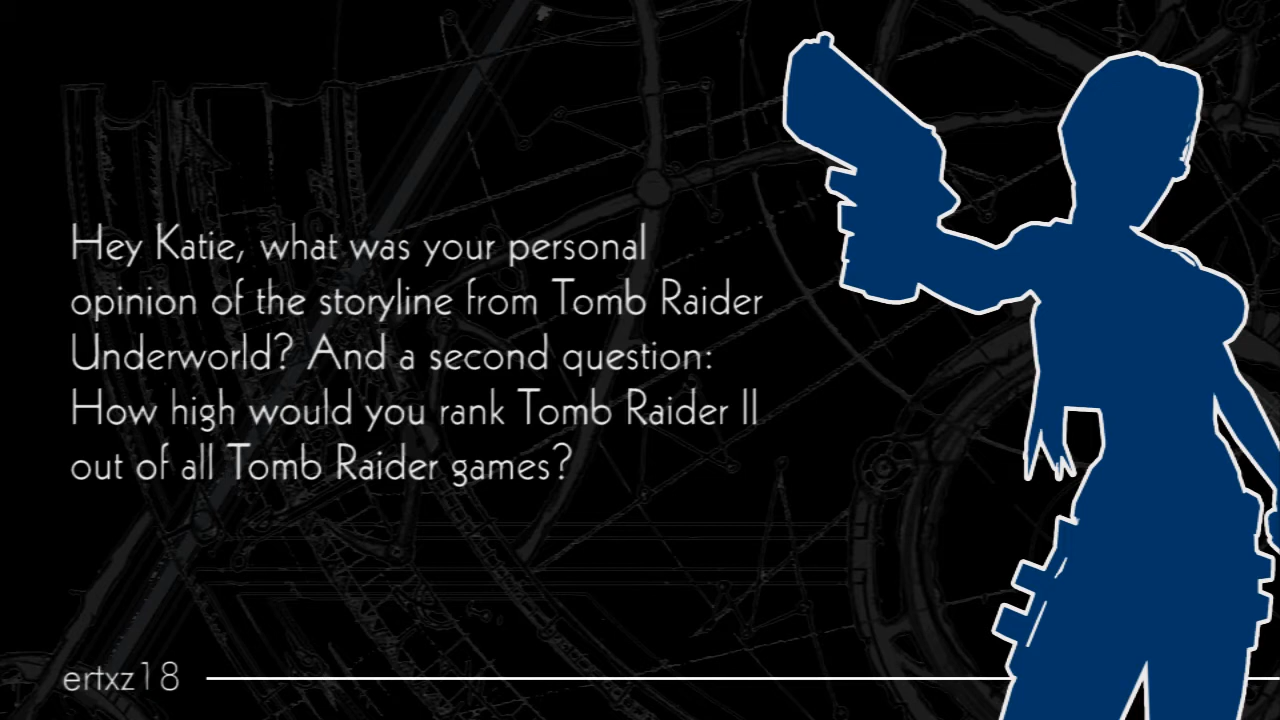 Hey Katie, what was your personal
opinion of the storyline from Tomb Raider
Underworld? And a second question:
How high would you rank Tomb Raider II
out of all Tomb Raider games?
ertxz18